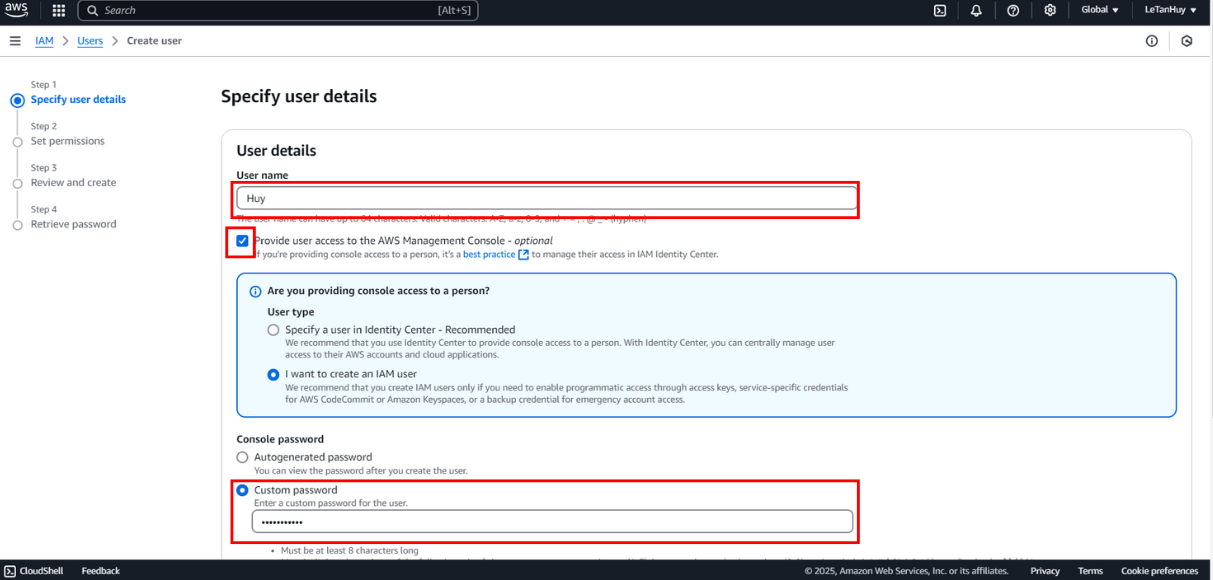 aws
Search [Alt+S] Global LeTanHuy
IAM > Users > Create user
Step 1
Specify user details
Step 2
Set permissions
Step 3
Review and create
Step 4
Retrieve password
Specify user details
User details
User name
Huy
The user name can have up to 64 characters. Valid characters: A-Z, a-z, 0-9, and + = , . @ _ - (hyphen)
Provide user access to the AWS Management Console - optional
If you're providing console access to a person, it's a best practice to manage their access in IAM Identity Center.
Are you providing console access to a person?
User type
Specify a user in Identity Center - Recommended
We recommend that you use Identity Center to provide console access to a person. With Identity Center, you can centrally manage user
access to their AWS accounts and cloud applications.
I want to create an IAM user
We recommend that you create IAM users only if you need to enable programmatic access through access keys, service-specific credentials
for AWS CodeCommit or Amazon Keyspaces, or a backup credential for emergency account access.
Console password
Autogenerated password
You can view the password after you create the user.
Custom password
Enter a custom password for the user.
•••••••••••
• Must be at least 8 characters long
CloudShell Feedback © 2025, Amazon Web Services, Inc. or its affiliates. Privacy Terms Cookie preferences